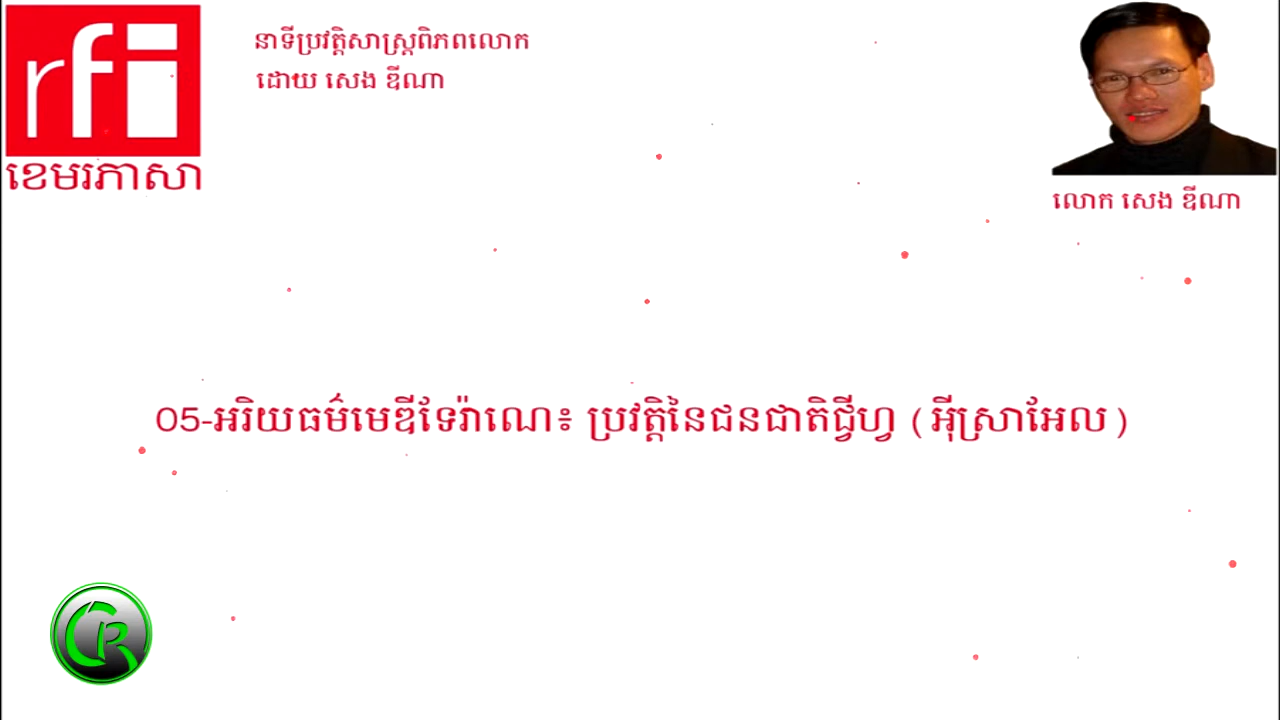 rfi
ខេមរភាសា
នាទីប្រវត្តិសាស្ត្រពិភពលោក
ដោយ សេង ឌីណា
លោក សេង ឌីណា
05-អរិយធម៌មេឌីទែរ៉ាណេ៖ ប្រវត្តិនៃជនជាតិជ្វីហ្វ (អ៊ីស្រាអែល)
CR